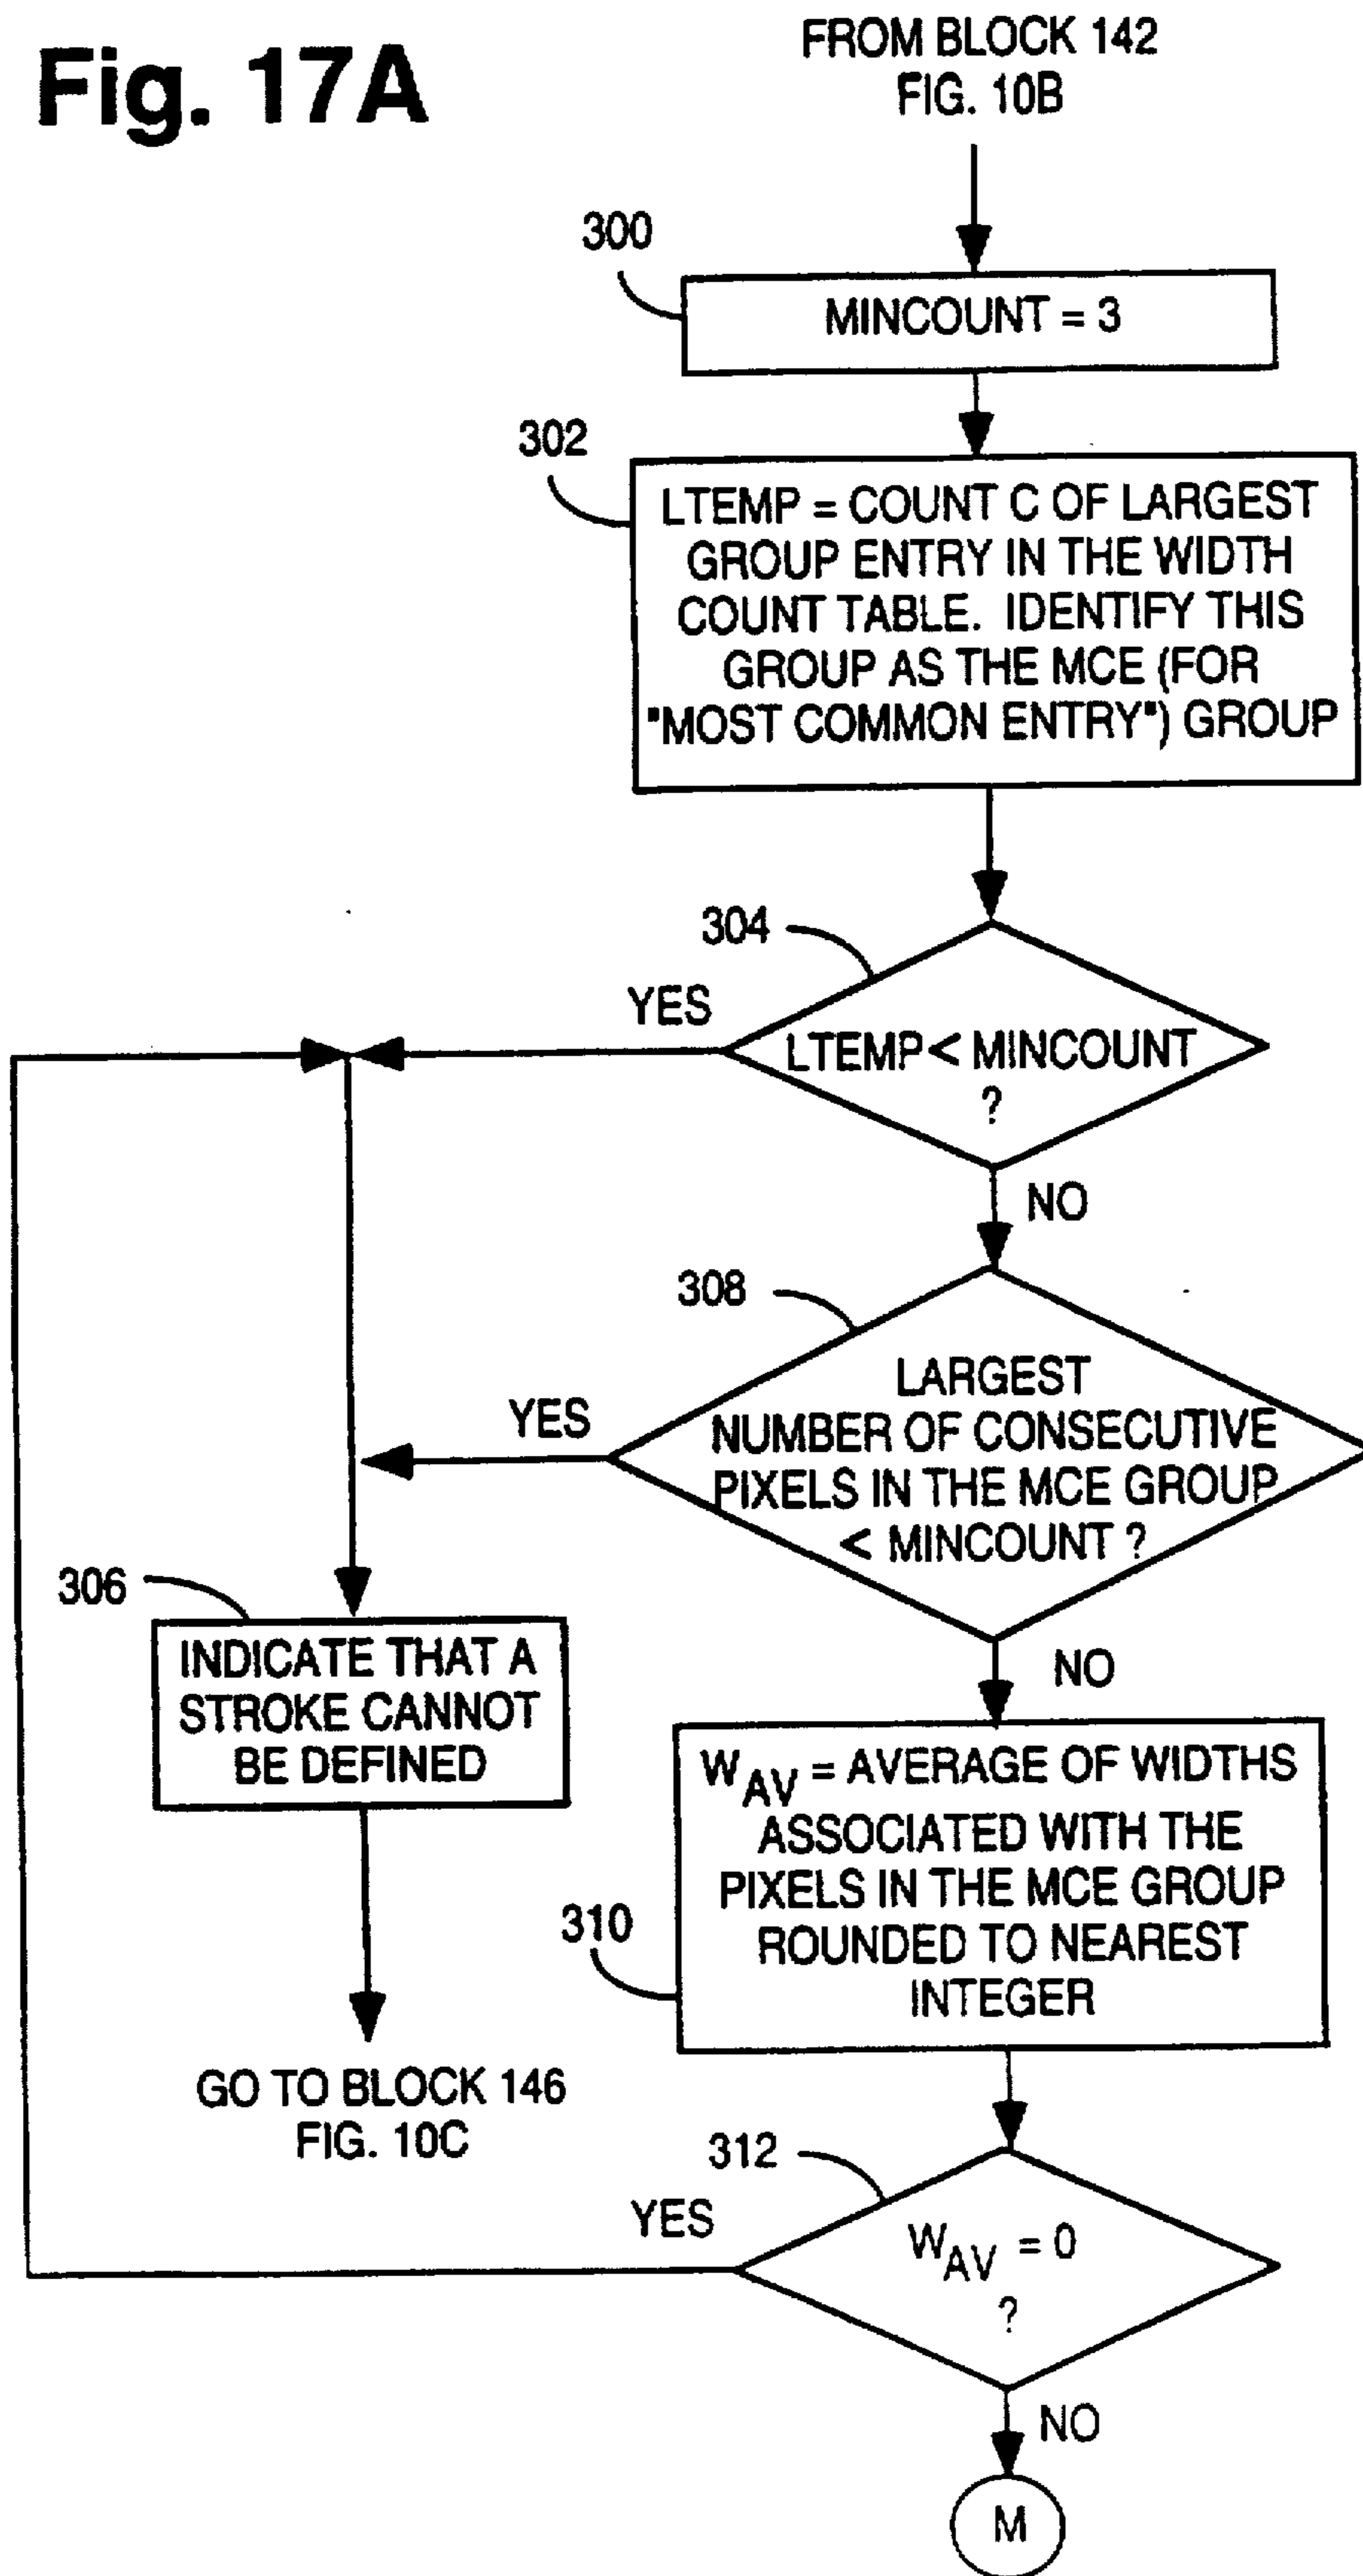 Fig. 17A
FROM BLOCK 142
FIG. 10B
300
MINCOUNT = 3
302
LTEMP = COUNT C OF LARGEST
GROUP ENTRY IN THE WIDTH
COUNT TABLE. IDENTIFY THIS
GROUP AS THE MCE (FOR
"MOST COMMON ENTRY") GROUP
304
YES
LTEMP < MINCOUNT
?
NO
308
YES
LARGEST
NUMBER OF CONSECUTIVE
PIXELS IN THE MCE GROUP
< MINCOUNT ?
NO
306
INDICATE THAT A
STROKE CANNOT
BE DEFINED
GO TO BLOCK 146
FIG. 10C
310
WAV = AVERAGE OF WIDTHS
ASSOCIATED WITH THE
PIXELS IN THE MCE GROUP
ROUNDED TO NEAREST
INTEGER
312
YES
WAV = 0
?
NO
M